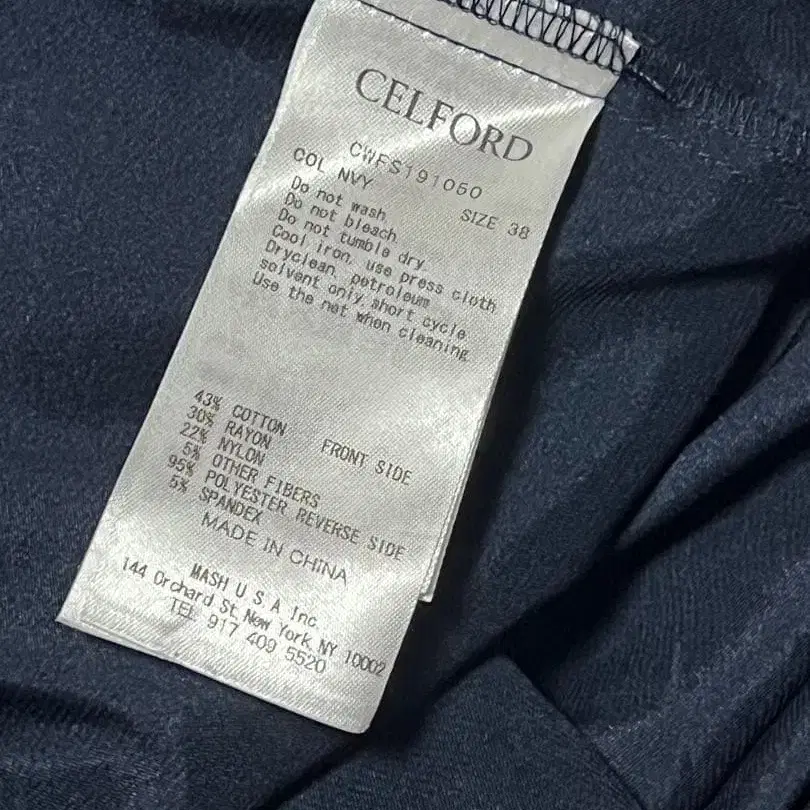 CELFORD
CWFS191060
COL NVY SIZE 38
Do not wash
Do not bleach
Do not tumble dry
Cool iron, use press cloth
Dryclean, petroleum
solvent only, short cycle
Use the net when cleaning
43% COTTON
30% RAYON FRONT SIDE
22% NYLON
5% OTHER FIBERS
95% POLYESTER REVERSE SIDE
5% SPANDEX
MADE IN CHINA
MASH U S A Inc.
144 Orchard St. New York, NY 10002
TEL 917 409 5520